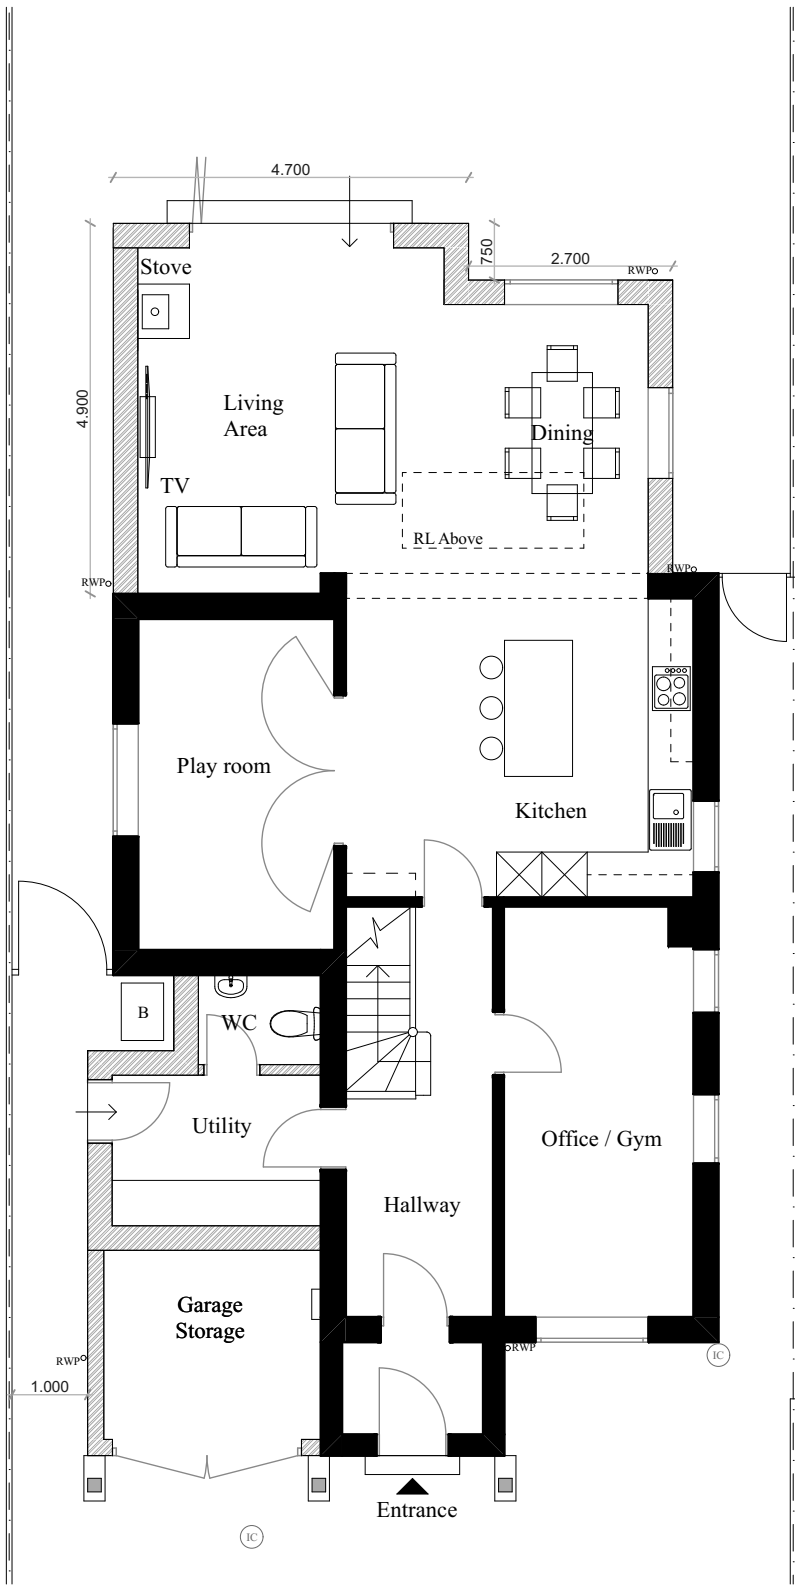 4.700
750
2.700
RWP
Stove
4.900
Living
Area
Dining
TV
RL Above
RWP
RWP
Play room
Kitchen
B
WC
Utility
Office / Gym
Hallway
Garage
Storage
RWP
RWP
IC
1.000
Entrance
IC